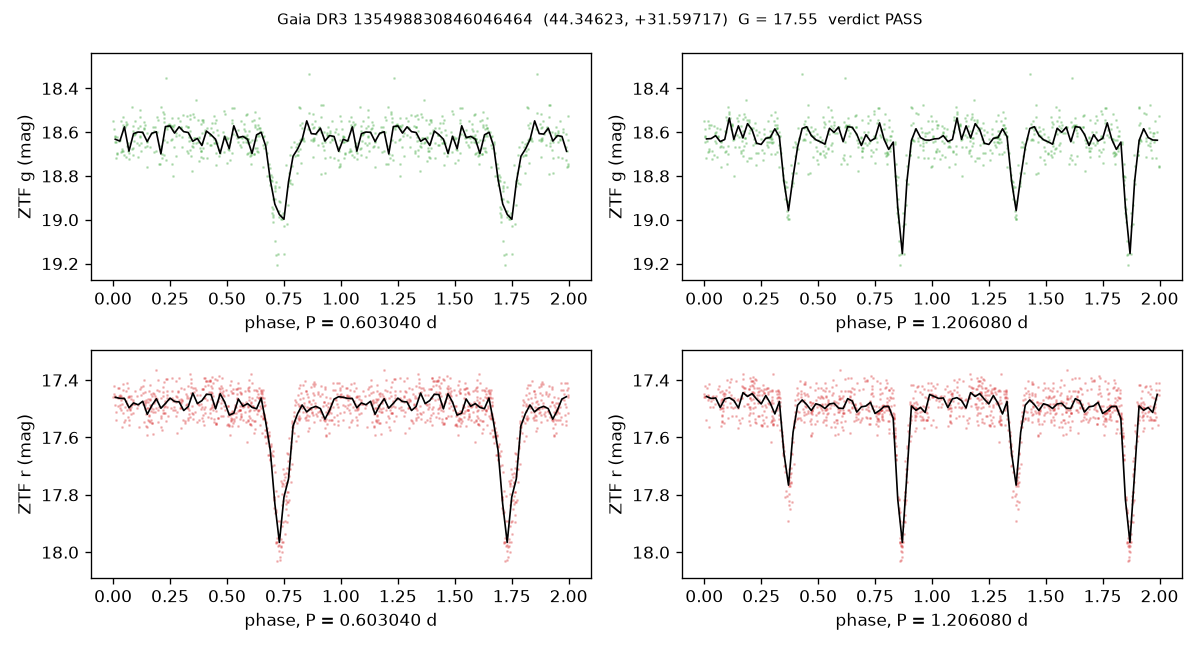 Gaia DR3 135498830846046464  (44.34623, +31.59717)  G = 17.55  verdict PASS
ZTF g (mag)
18.4
18.6
18.8
19.0
19.2
0.00 0.25 0.50 0.75 1.00 1.25 1.50 1.75 2.00
phase, P = 0.603040 d
ZTF g (mag)
18.4
18.6
18.8
19.0
19.2
0.00 0.25 0.50 0.75 1.00 1.25 1.50 1.75 2.00
phase, P = 1.206080 d
ZTF r (mag)
17.4
17.6
17.8
18.0
0.00 0.25 0.50 0.75 1.00 1.25 1.50 1.75 2.00
phase, P = 0.603040 d
ZTF r (mag)
17.4
17.6
17.8
18.0
0.00 0.25 0.50 0.75 1.00 1.25 1.50 1.75 2.00
phase, P = 1.206080 d